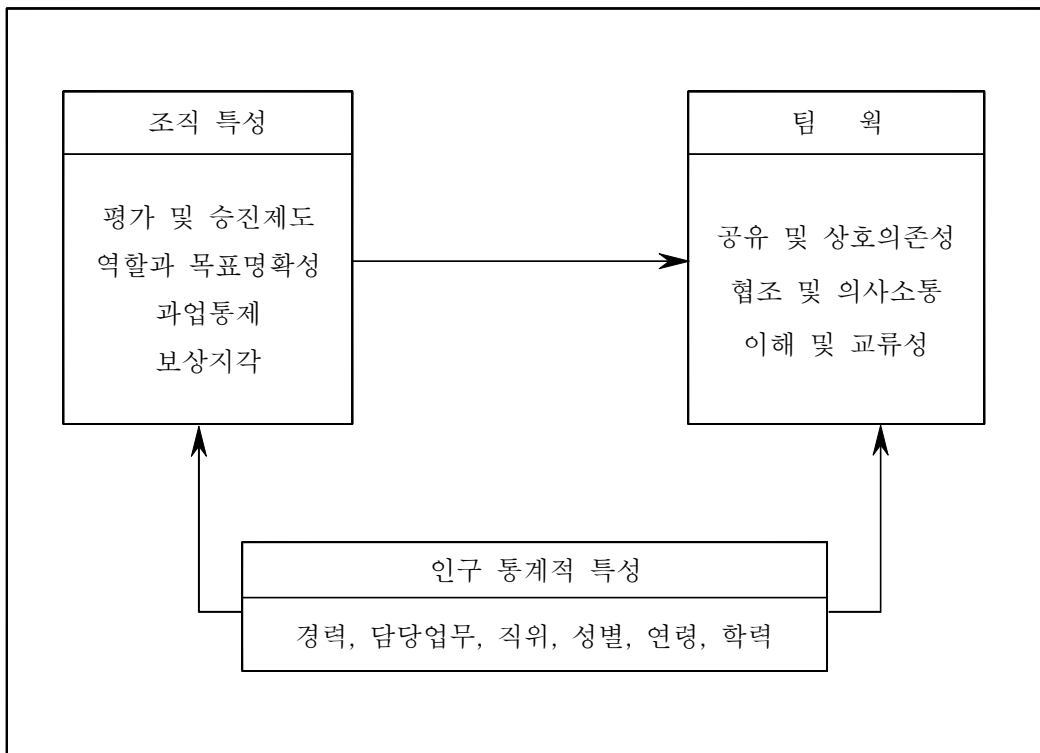 조직 특성
평가 및 승진제도
역할과 목표명확성
과업통제
보상지각
팀 웍
공유 및 상호의존성
협조 및 의사소통
이해 및 교류성
인구 통계적 특성
경력, 담당업무, 직위, 성별, 연령, 학력